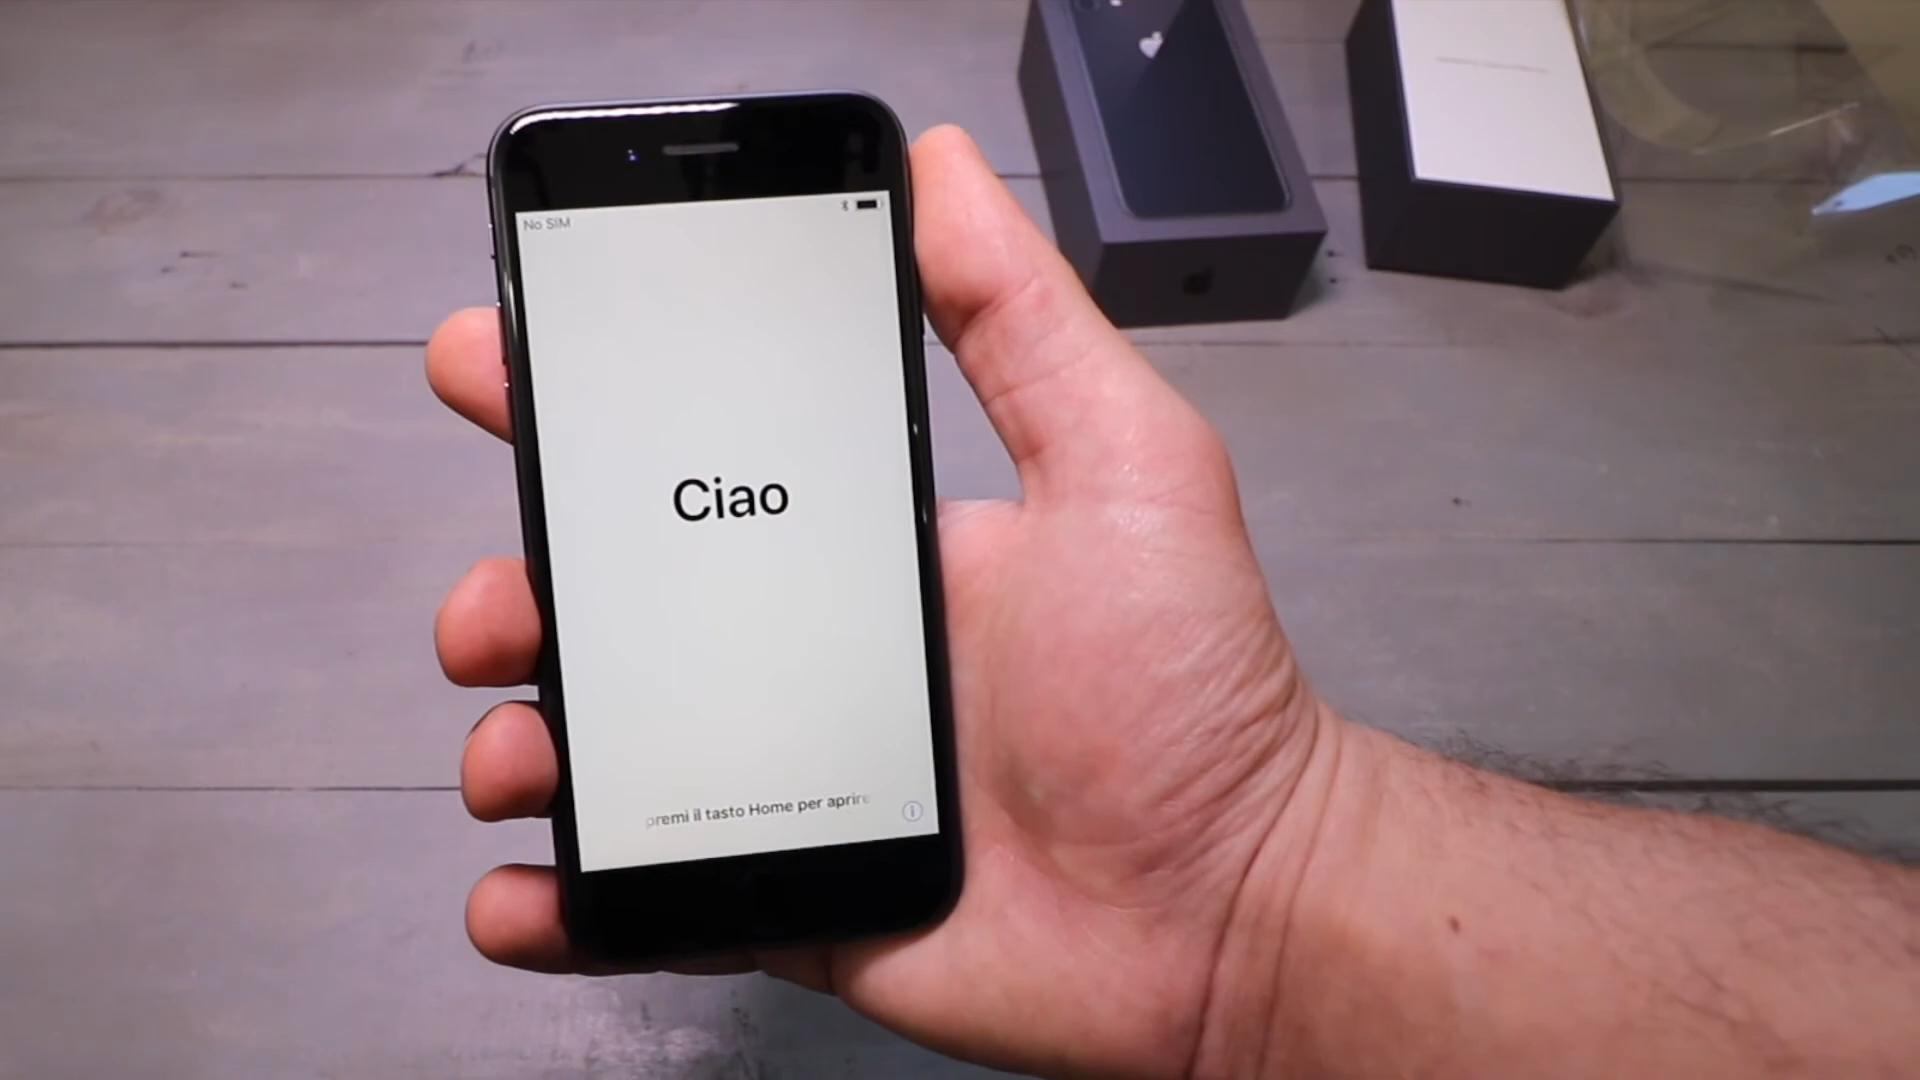 No SIM
Ciao
premi il tasto Home per aprire